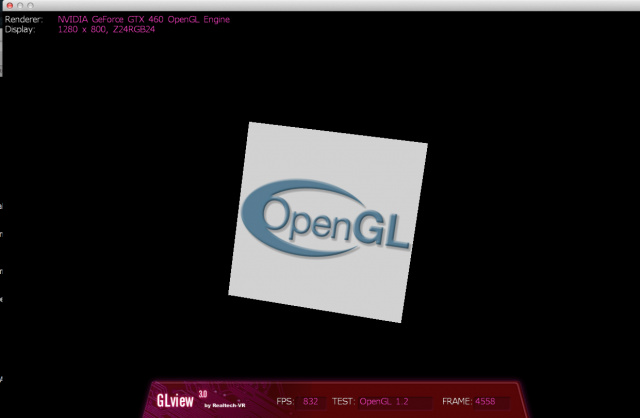 Renderer: NVIDIA GeForce GTX 460 OpenGL Engine
Display: 1280 x 800, Z24RGB24
OpenGL
GLview 3.0 by Realtech-VR FPS: 832 TEST: OpenGL 1.2 FRAME: 4558